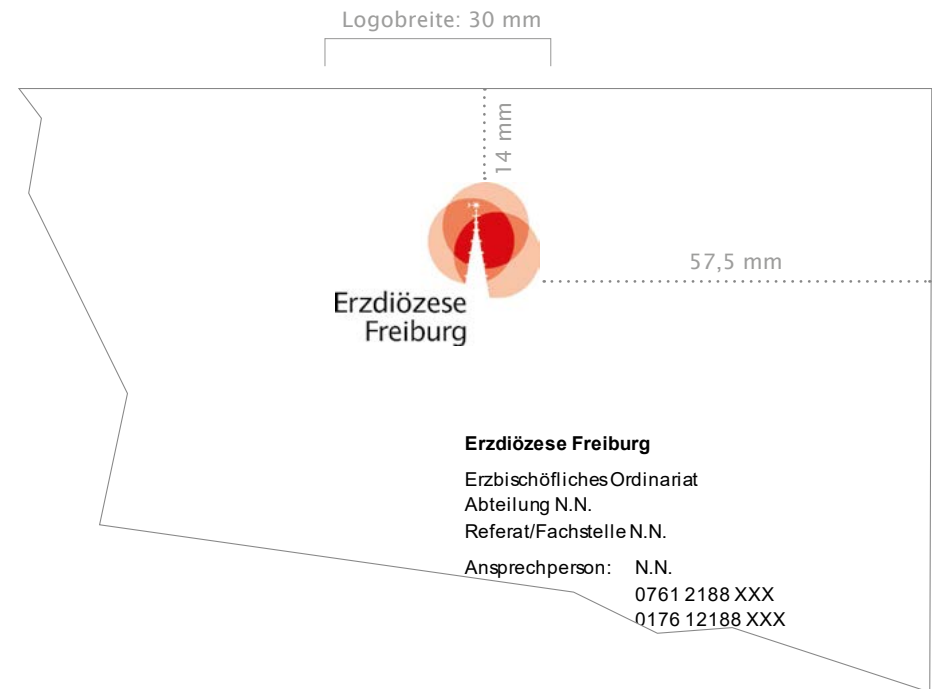 Logobreite: 30 mm
14 mm
57,5 mm
Erzdiözese
Freiburg
Erzdiözese Freiburg
Erzbischöfliches Ordinariat
Abteilung N.N.
Referat/Fachstelle N.N.
Ansprechperson: N.N.
0761 2188 XXX
0176 12188 XXX